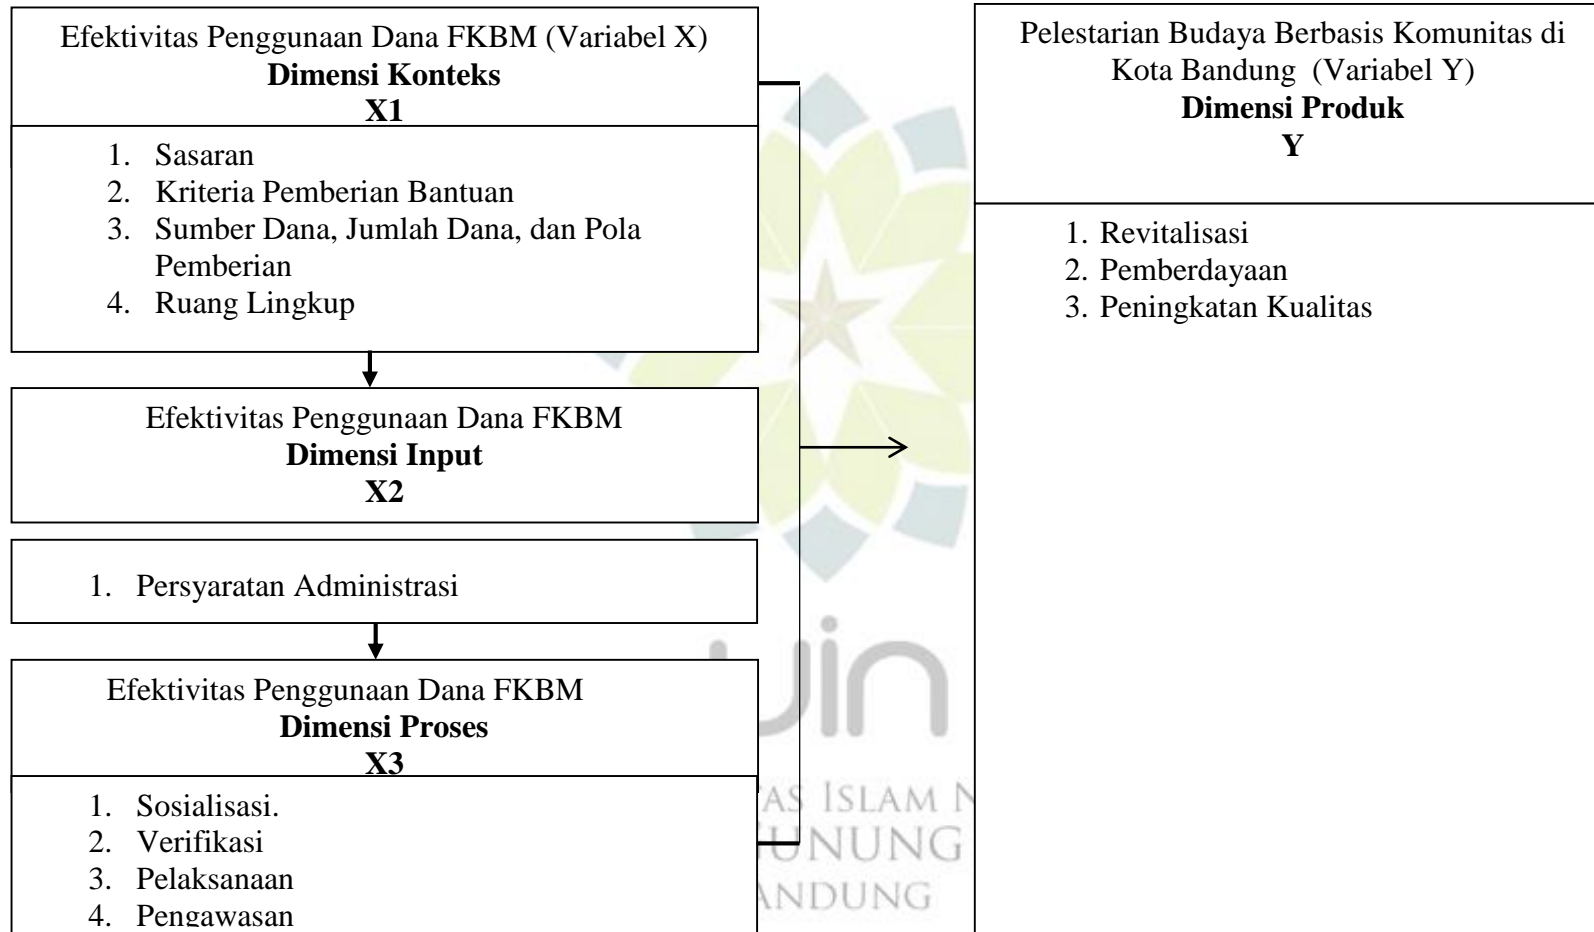 Efektivitas Penggunaan Dana FKBM (Variabel X)
Dimensi Konteks
X1
1. Sasaran
2. Kriteria Pemberian Bantuan
3. Sumber Dana, Jumlah Dana, dan Pola
Pemberian
4. Ruang Lingkup
Efektivitas Penggunaan Dana FKBM
Dimensi Input
X2
1. Persyaratan Administrasi
Efektivitas Penggunaan Dana FKBM
Dimensi Proses
X3
1. Sosialisasi.
2. Verifikasi
3. Pelaksanaan
4. Pengawasan
Pelestarian Budaya Berbasis Komunitas di
Kota Bandung (Variabel Y)
Dimensi Produk
Y
1. Revitalisasi
2. Pemberdayaan
3. Peningkatan Kualitas
uin
ISLAM
GUNUNG